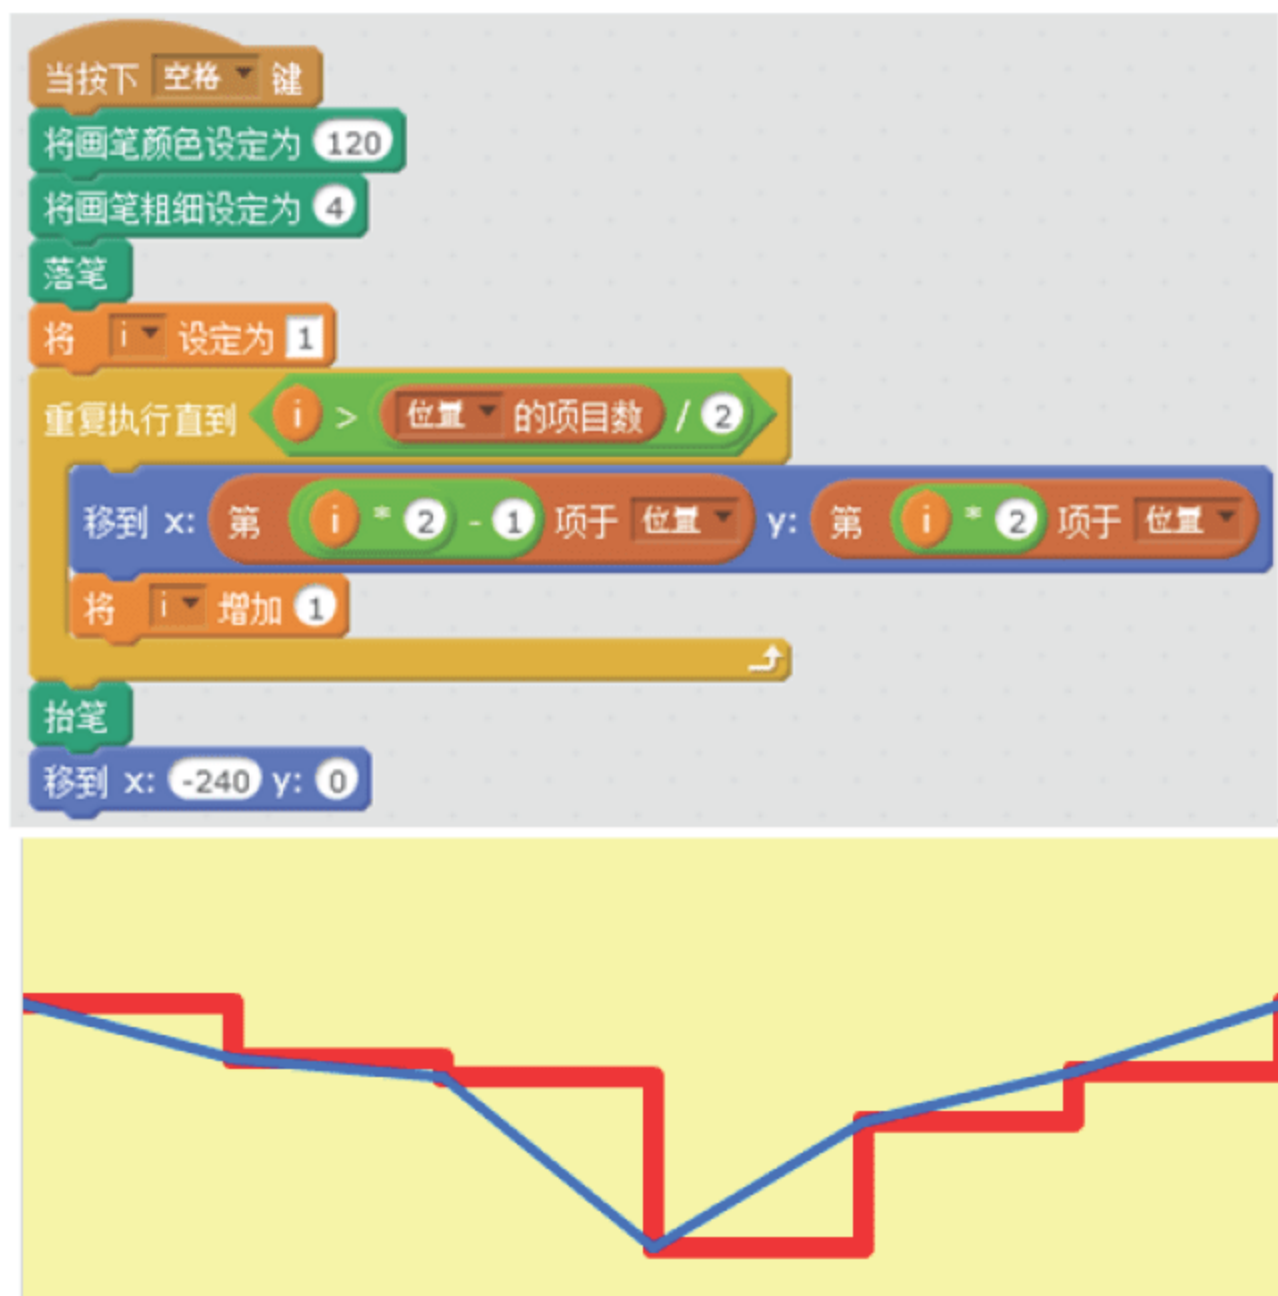 当按下 空格 键
将画笔颜色设定为 120
将画笔粗细设定为 4
落笔
将 i 设定为 1
重复执行直到 i > 位置 的项目数 / 2
移到 x: 第 i * 2 - 1 项于 位置 y: 第 i * 2 项于 位置
将 i 增加 1
抬笔
移到 x: -240 y: 0